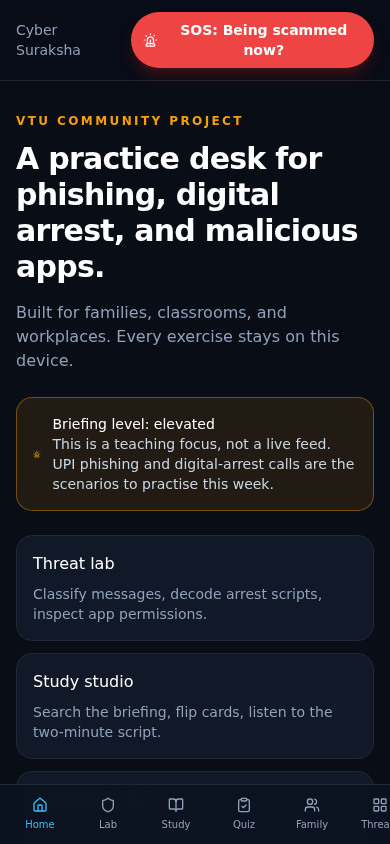 Cyber
Suraksha
SOS: Being scammed
now?
VTU COMMUNITY PROJECT
A practice desk for
phishing, digital
arrest, and malicious
apps.
Built for families, classrooms, and
workplaces. Every exercise stays on this
device.
Briefing level: elevated
This is a teaching focus, not a live feed.
UPI phishing and digital-arrest calls are the
scenarios to practise this week.
Threat lab
Classify messages, decode arrest scripts,
inspect app permissions.
Study studio
Search the briefing, flip cards, listen to the
two-minute script.
Home
Lab
Study
Quiz
Family